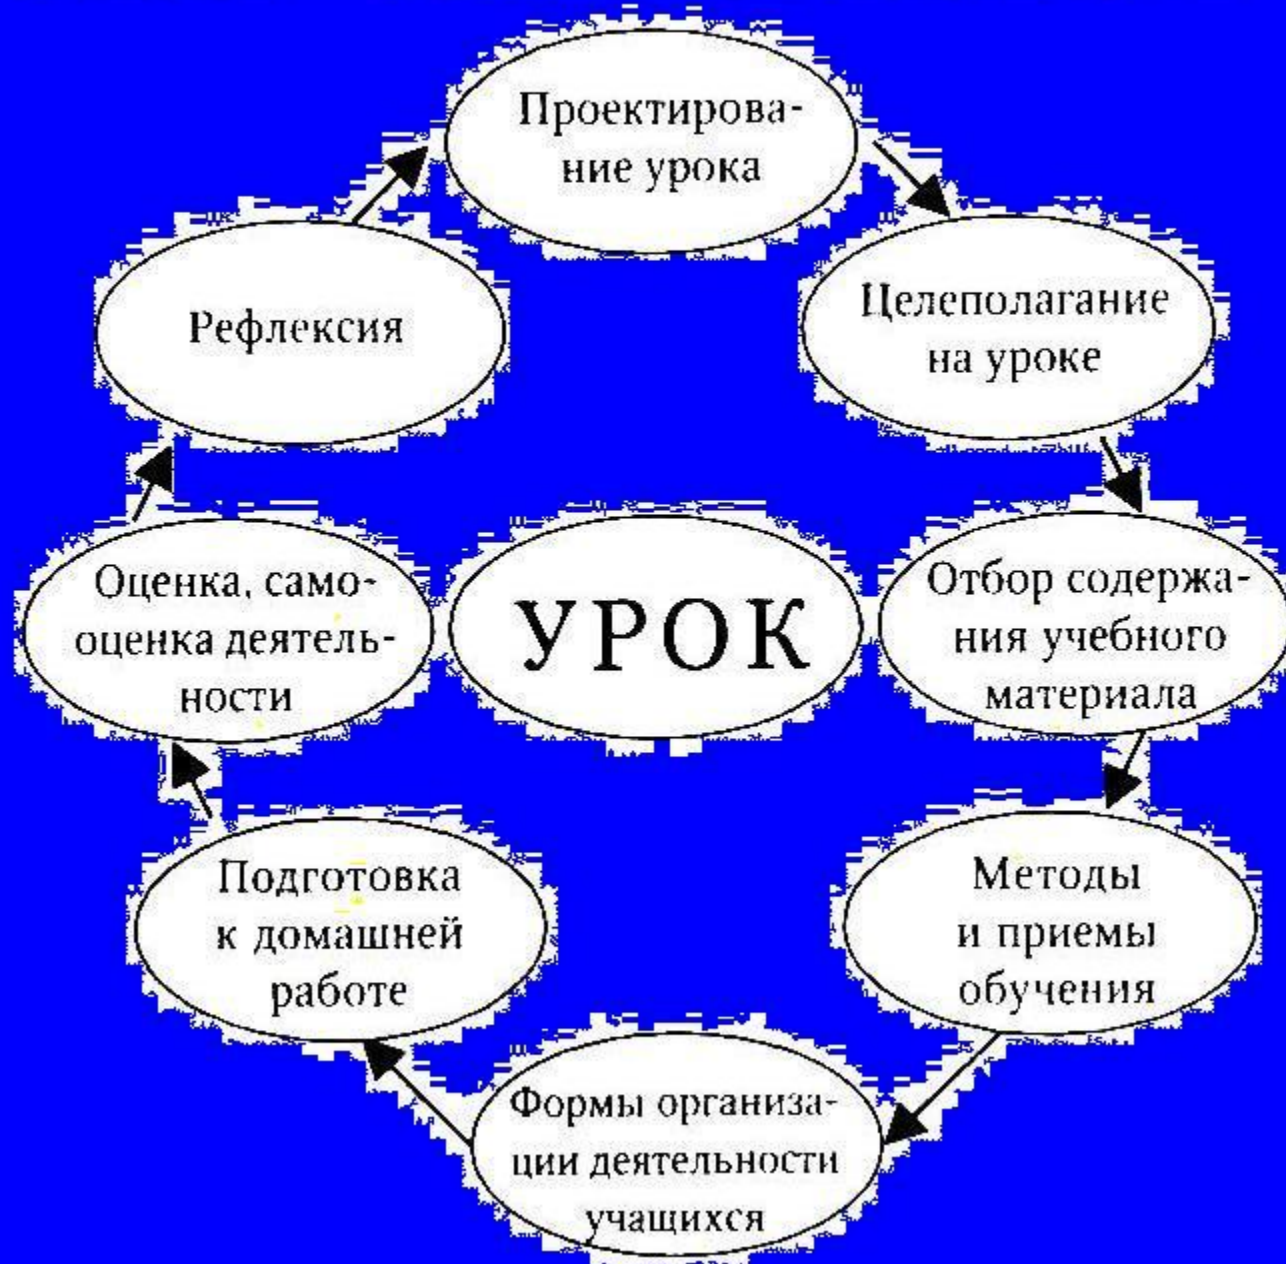 Проектирова-
ние урока
Целеполагание
на уроке
Отбор содержа-
ния учебного
материала
Методы
и приемы
обучения
Формы организа-
ции деятельности
учащихся
Подготовка
к домашней
работе
Оценка, само-
оценка деятель-
ности
Рефлексия
УРОК